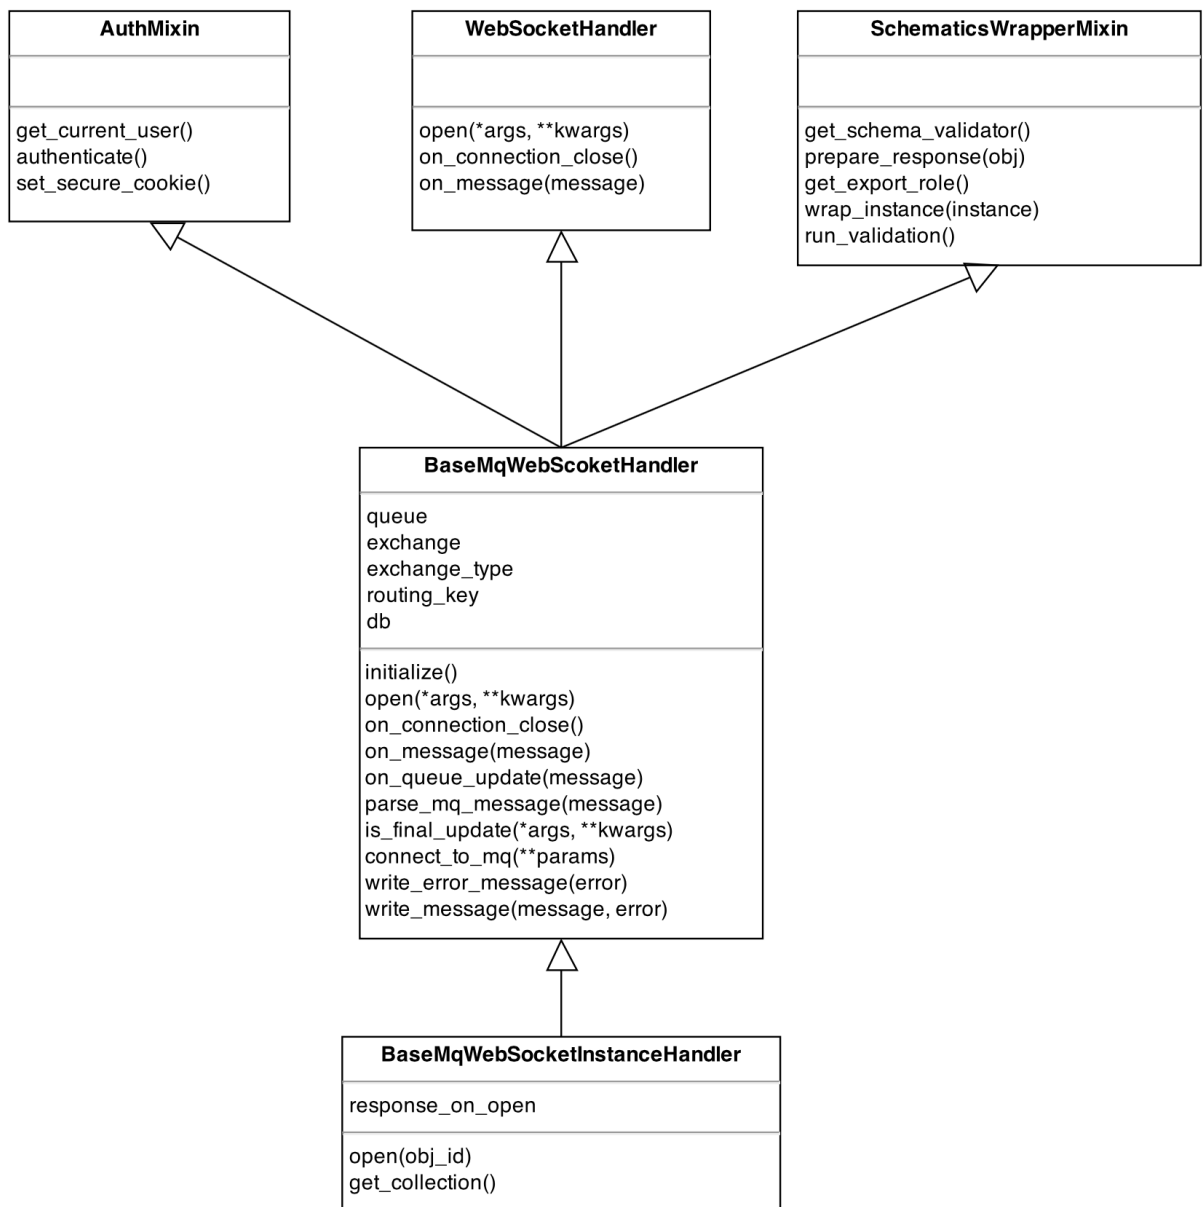 AuthMixin
get_current_user()
authenticate()
set_secure_cookie()
WebSocketHandler
open(*args, **kwargs)
on_connection_close()
on_message(message)
SchematicsWrapperMixin
get_schema_validator()
prepare_response(obj)
get_export_role()
wrap_instance(instance)
run_validation()
BaseMqWebScoketHandler
queue
exchange
exchange_type
routing_key
db
initialize()
open(*args, **kwargs)
on_connection_close()
on_message(message)
on_queue_update(message)
parse_mq_message(message)
is_final_update(*args, **kwargs)
connect_to_mq(**params)
write_error_message(error)
write_message(message, error)
BaseMqWebSocketInstanceHandler
response_on_open
open(obj_id)
get_collection()